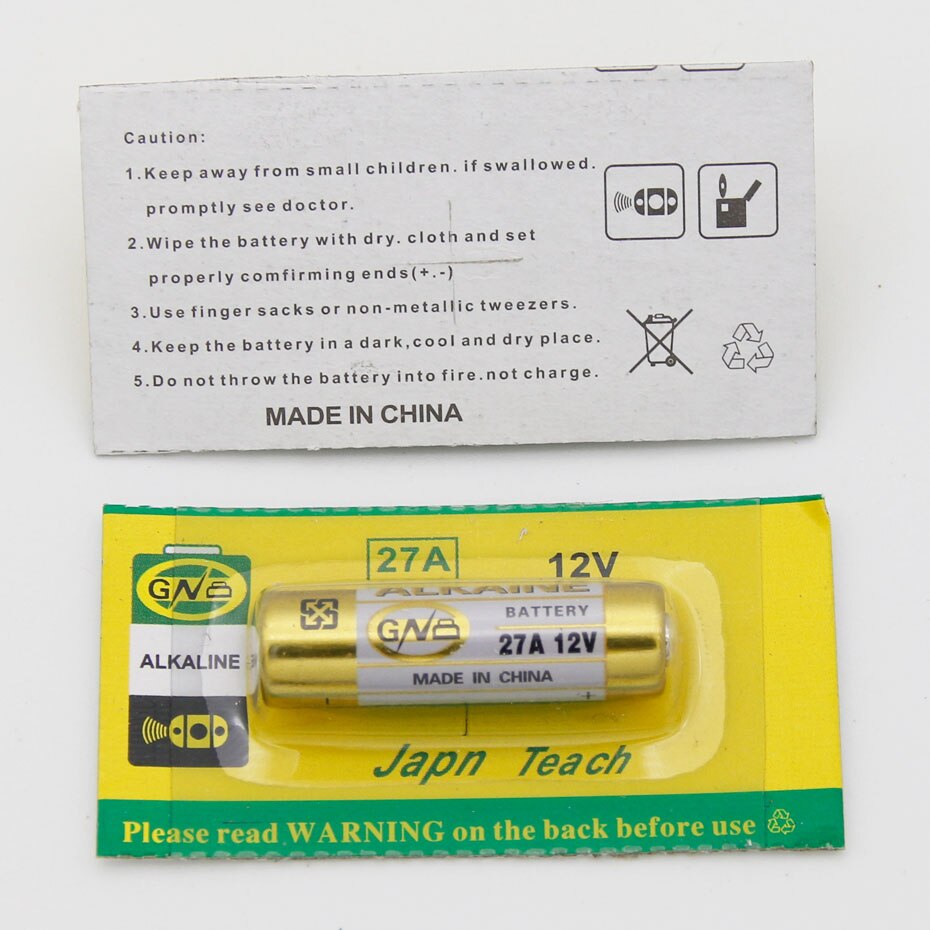 Caution:
1.Keep away from small children. if swallowed.
promptly see doctor.
2.Wipe the battery with dry. cloth and set
properly comfirming ends(+.-)
3.Use finger sacks or non-metallic tweezers.
4.Keep the battery in a dark,cool and dry place.
5.Do not throw the battery into fire.not charge.
MADE IN CHINA
27A 12V
GNB
ALKALINE
ALKAINE
BATTERY
GNB
27A 12V
MADE IN CHINA
- +
Japn Teach
Please read WARNING on the back before use